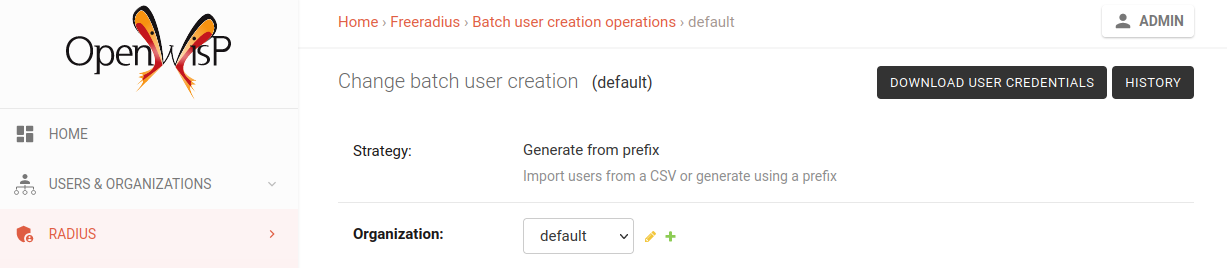 OpenWisP
Home › Freeradius › Batch user creation operations › default
ADMIN
Change batch user creation (default)
DOWNLOAD USER CREDENTIALS
HISTORY
HOME
USERS & ORGANIZATIONS
RADIUS
Strategy:
Generate from prefix
Import users from a CSV or generate using a prefix
Organization:
default